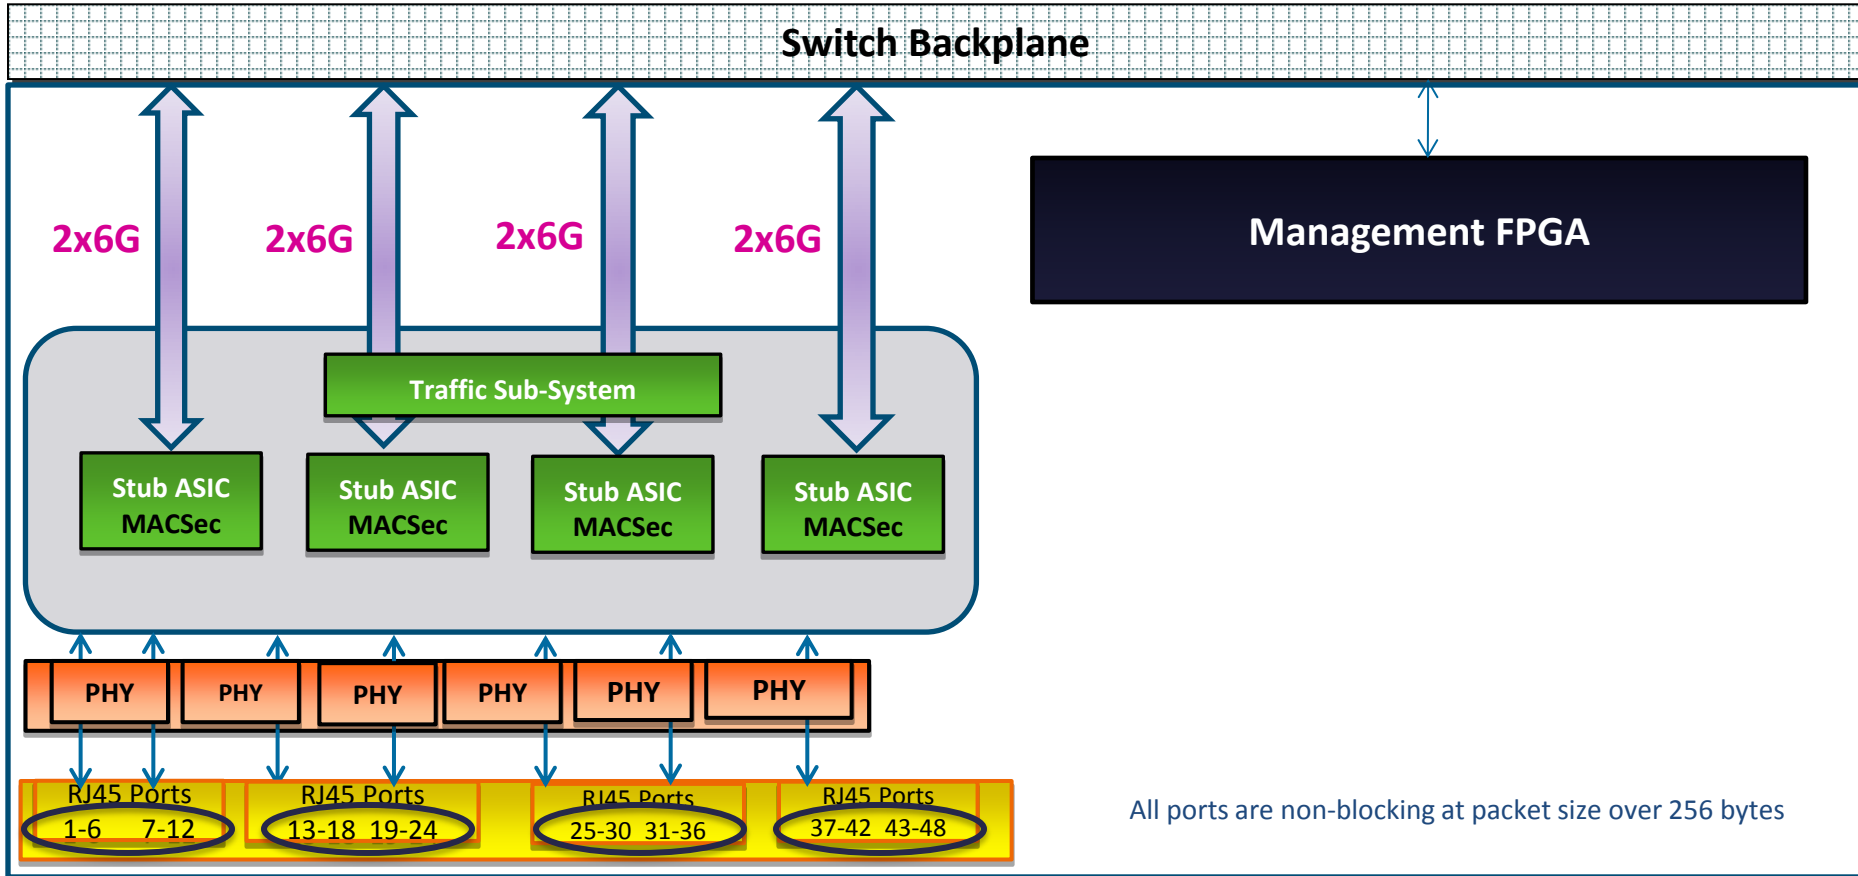 Switch Backplane
2x6G 2x6G 2x6G 2x6G
Management FPGA
Traffic Sub-System
Stub ASIC
MACSec
Stub ASIC
MACSec
Stub ASIC
MACSec
Stub ASIC
MACSec
PHY PHY PHY PHY PHY PHY
RJ45 Ports
1-6 7-12
RJ45 Ports
13-18 19-24
RJ45 Ports
25-30 31-36
RJ45 Ports
37-42 43-48
All ports are non-blocking at packet size over 256 bytes